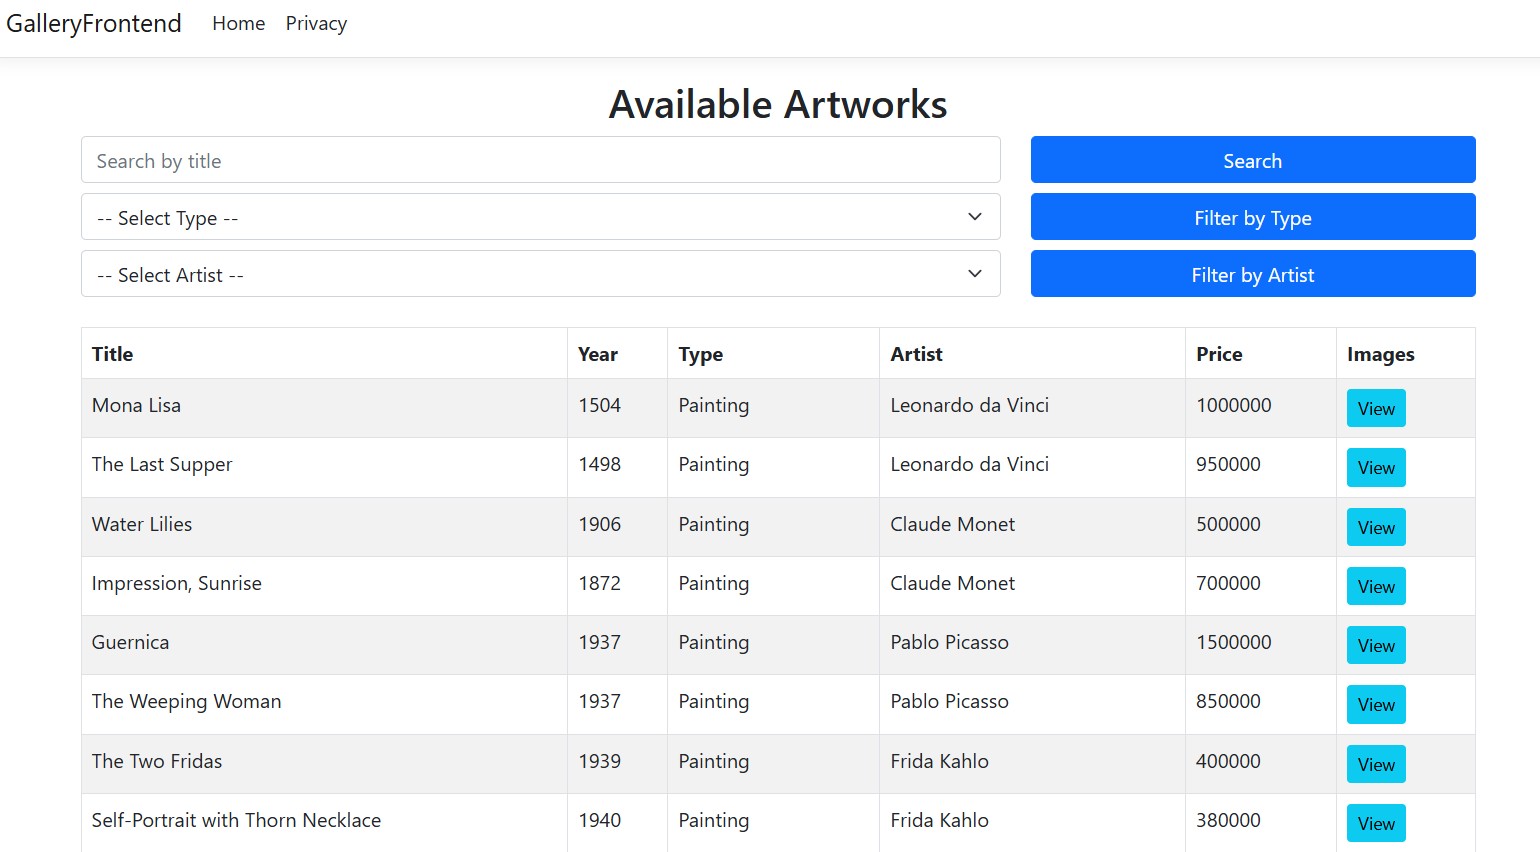 GalleryFrontend Home Privacy
Available Artworks
Search by title Search
-- Select Type -- Filter by Type
-- Select Artist -- Filter by Artist
Title Year Type Artist Price Images
Mona Lisa 1504 Painting Leonardo da Vinci 1000000 View
The Last Supper 1498 Painting Leonardo da Vinci 950000 View
Water Lilies 1906 Painting Claude Monet 500000 View
Impression, Sunrise 1872 Painting Claude Monet 700000 View
Guernica 1937 Painting Pablo Picasso 1500000 View
The Weeping Woman 1937 Painting Pablo Picasso 850000 View
The Two Fridas 1939 Painting Frida Kahlo 400000 View
Self-Portrait with Thorn Necklace 1940 Painting Frida Kahlo 380000 View